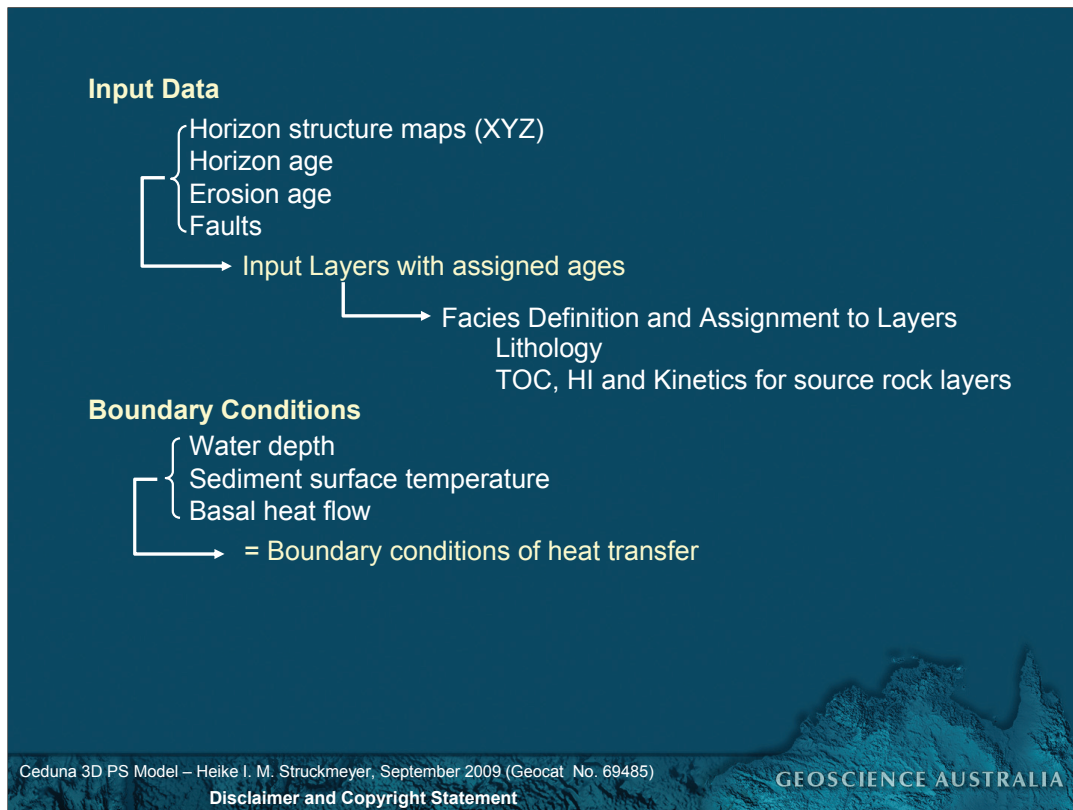 Input Data
Horizon structure maps (XYZ)
Horizon age
Erosion age
Faults
Input Layers with assigned ages
Facies Definition and Assignment to Layers
Lithology
TOC, HI and Kinetics for source rock layers
Boundary Conditions
Water depth
Sediment surface temperature
Basal heat flow
= Boundary conditions of heat transfer
Ceduna 3D PS Model – Heike I. M. Struckmeyer, September 2009 (Geocat No. 69485)
Disclaimer and Copyright Statement
GEOSCIENCE AUSTRALIA